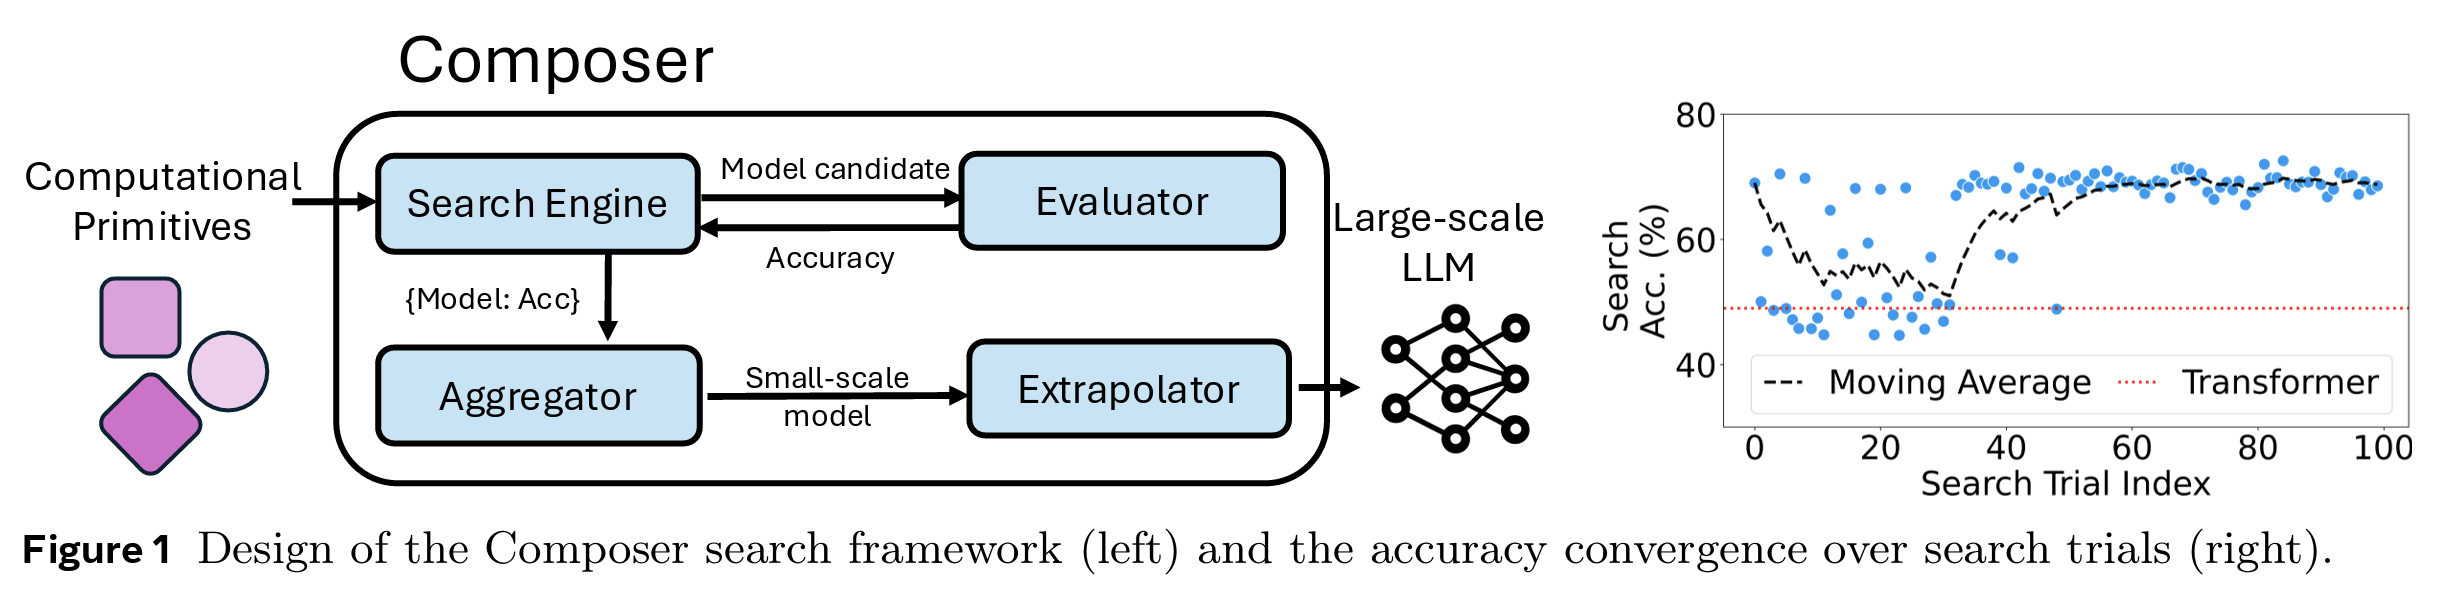 Composer
Computational
Primitives
Search Engine
Model candidate
Accuracy
Evaluator
{Model: Acc}
Aggregator
Small-scale
model
Extrapolator
Large-scale
LLM
Search
Acc. (%)
80
60
40
Moving Average
Transformer
0 20 40 60 80 100
Search Trial Index
Figure 1 Design of the Composer search framework (left) and the accuracy convergence over search trials (right).